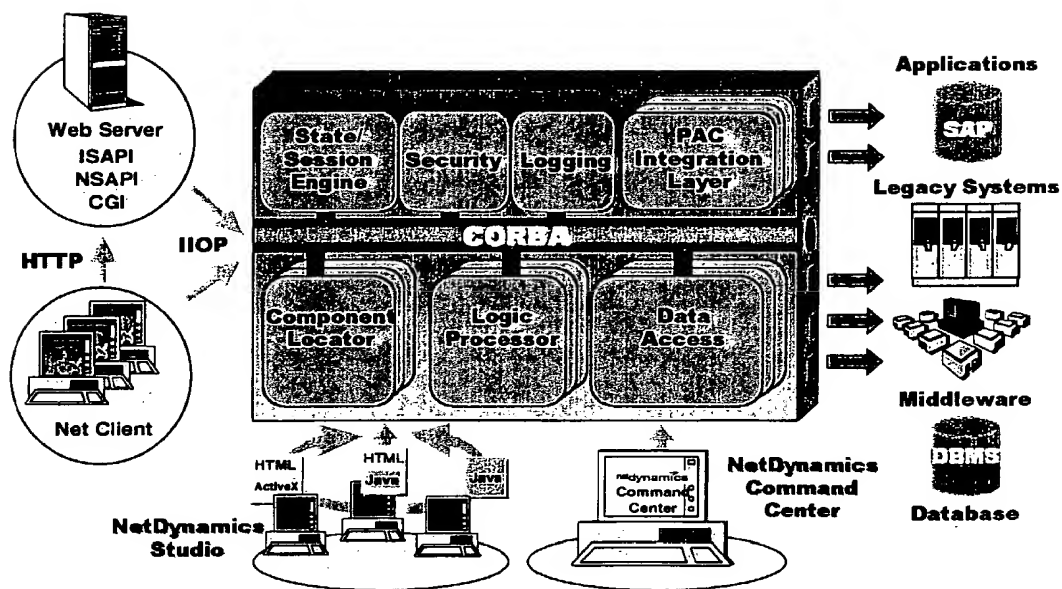 Web Server
ISAPI
NSAPI
CGI
HTTP
IIOP
Net Client
State/
Session
Engine
Security
Logging
PAC
Integration
Layer
CORBA
Component
Locator
Logic
Processor
Data
Access
Applications
SAP
Legacy Systems
Middleware
DBMS
Database
HTML
ActiveX
HTML
Java
Java
NetDynamics
Studio
netdynamics
Command
Center
NetDynamics
Command
Center